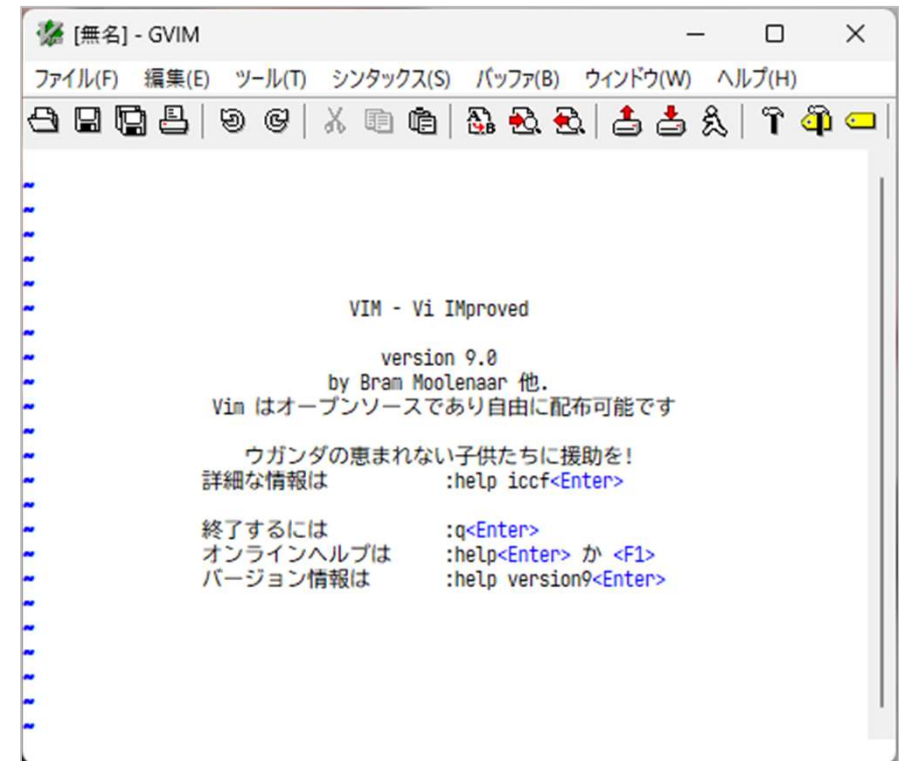 [無名] - GVIM
ファイル(F) 編集(E) ツール(T) シンタックス(S) バッファ(B) ウィンドウ(W) ヘルプ(H)
~
~
~
~
~
~ VIM - Vi IMproved
~
~ version 9.0
~ by Bram Moolenaar 他.
~ Vim はオープンソースであり自由に配布可能です
~
~ ウガンダの恵まれない子供たちに援助を!
~ 詳細な情報は :help iccf<Enter>
~
~ 終了するには :q<Enter>
~ オンラインヘルプは :help<Enter> か <F1>
~ バージョン情報は :help version9<Enter>
~
~
~
~
~
~